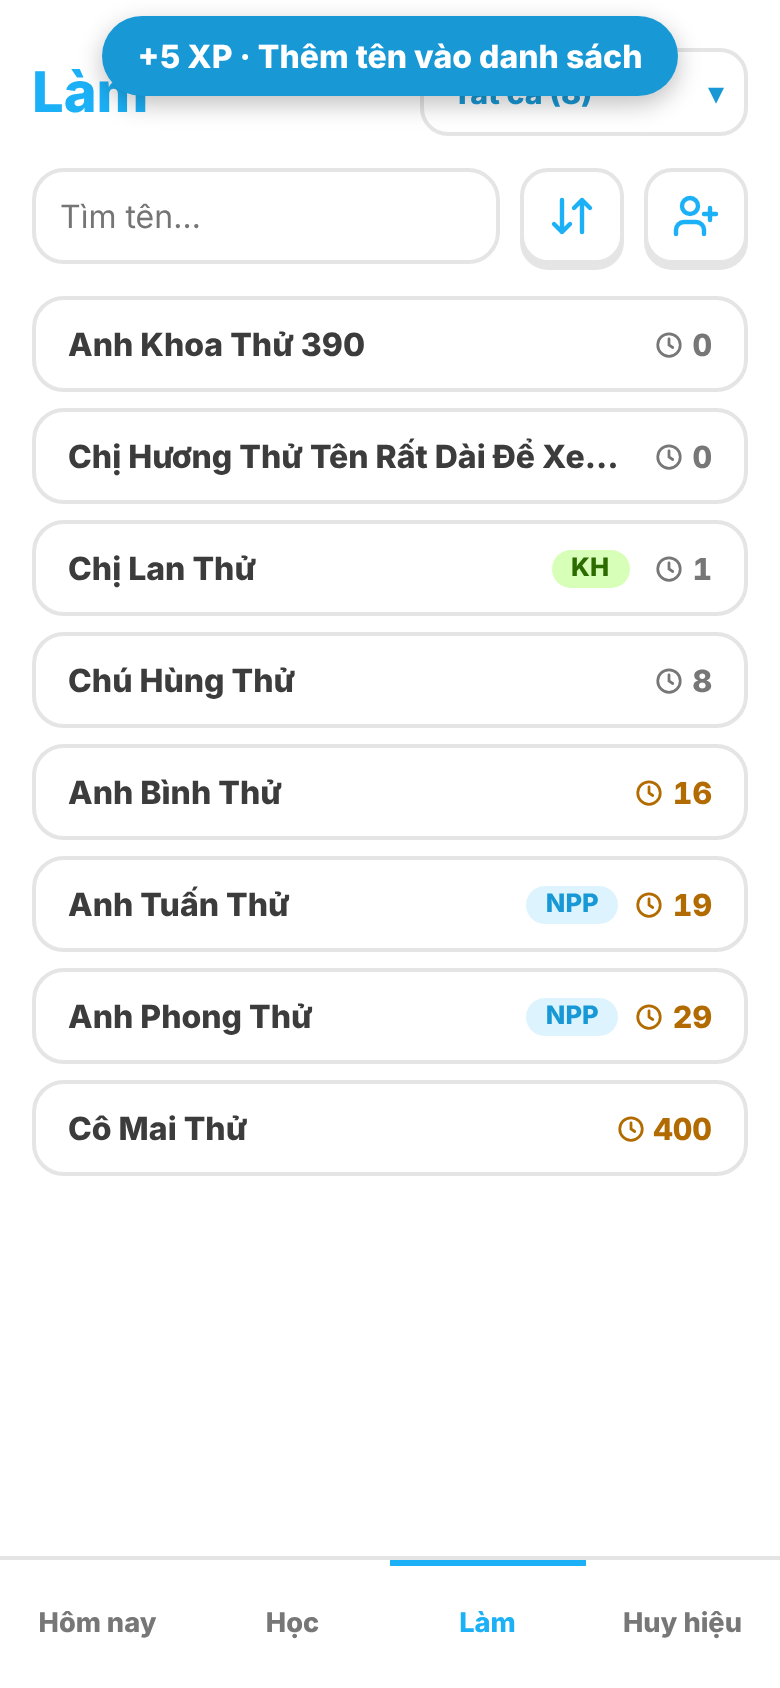 +5 XP · Thêm tên vào danh sách
Làm
Tất cả (8)
Tìm tên...
Anh Khoa Thử 390 0
Chị Hương Thử Tên Rất Dài Để Xe... 0
Chị Lan Thử KH 1
Chú Hùng Thử 8
Anh Bình Thử 16
Anh Tuấn Thử NPP 19
Anh Phong Thử NPP 29
Cô Mai Thử 400
Hôm nay Học Làm Huy hiệu